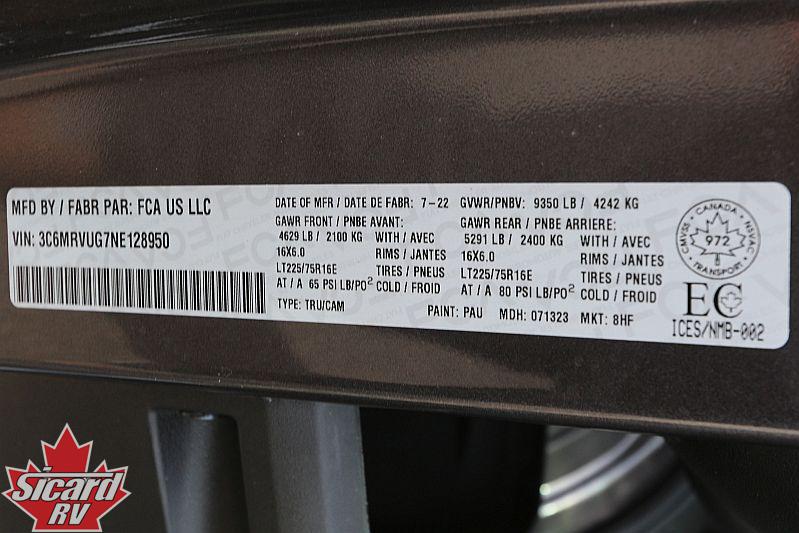 MFD BY / FABR PAR: FCA US LLC
VIN: 3C6MRVUG7NE128950
DATE OF MFR / DATE DE FABR: 7-22
GAWR FRONT / PNBE AVANT:
4629 LB / 2100 KG WITH / AVEC
16X6.0 RIMS / JANTES
LT225/75R16E TIRES / PNEUS
AT / A 65 PSI LB/PO² COLD / FROID
TYPE: TRU/CAM
GVWR/PNBV: 9350 LB / 4242 KG
GAWR REAR / PNBE ARRIERE:
5291 LB / 2400 KG WITH / AVEC
16X6.0 RIMS / JANTES
LT225/75R16E TIRES / PNEUS
AT / A 80 PSI LB/PO² COLD / FROID
PAINT: PAU MDH: 071323 MKT: 8HF
CANADA
CMVSS NSVAC
972
TRANSPORT
EC
ICES/NMB-002
Sicard
RV